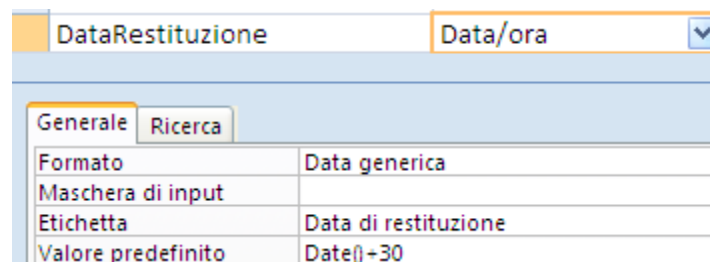 DataRestituzione Data/ora
Generale Ricerca
Formato Data generica
Maschera di input
Etichetta Data di restituzione
Valore predefinito Date()+30